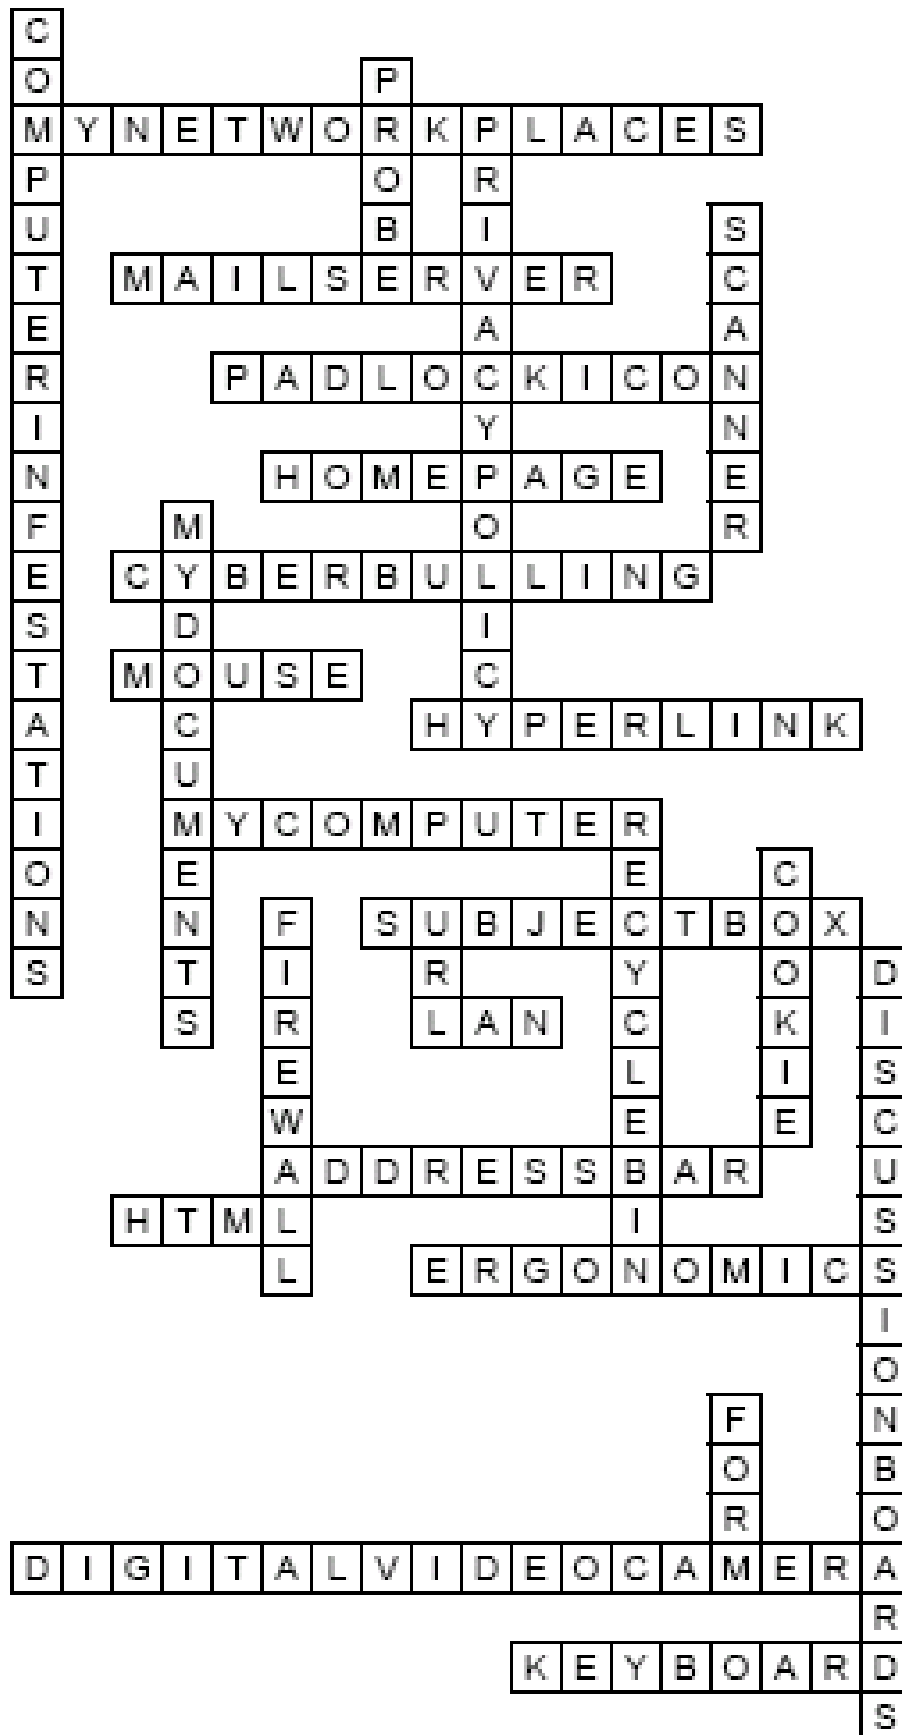 COMPUTERINFESTATIONS
PROBE
MYNETWORKPLACES
PRIVACYPOLICY
SCANNER
MAILSERVER
PADLOCKICON
HOMEPAGE
MYDOCUMENTS
CYBERBULLING
MOUSE
HYPERLINK
MYCOMPUTER
RECYCLEBIN
COOKIE
FIREWALL
SUBJECTBOX
URL
DISCUSSIONBOARDS
LAN
ADDRESSBAR
HTML
ERGONOMICS
FORM
DIGITALVIDEOCAMERA
KEYBOARD